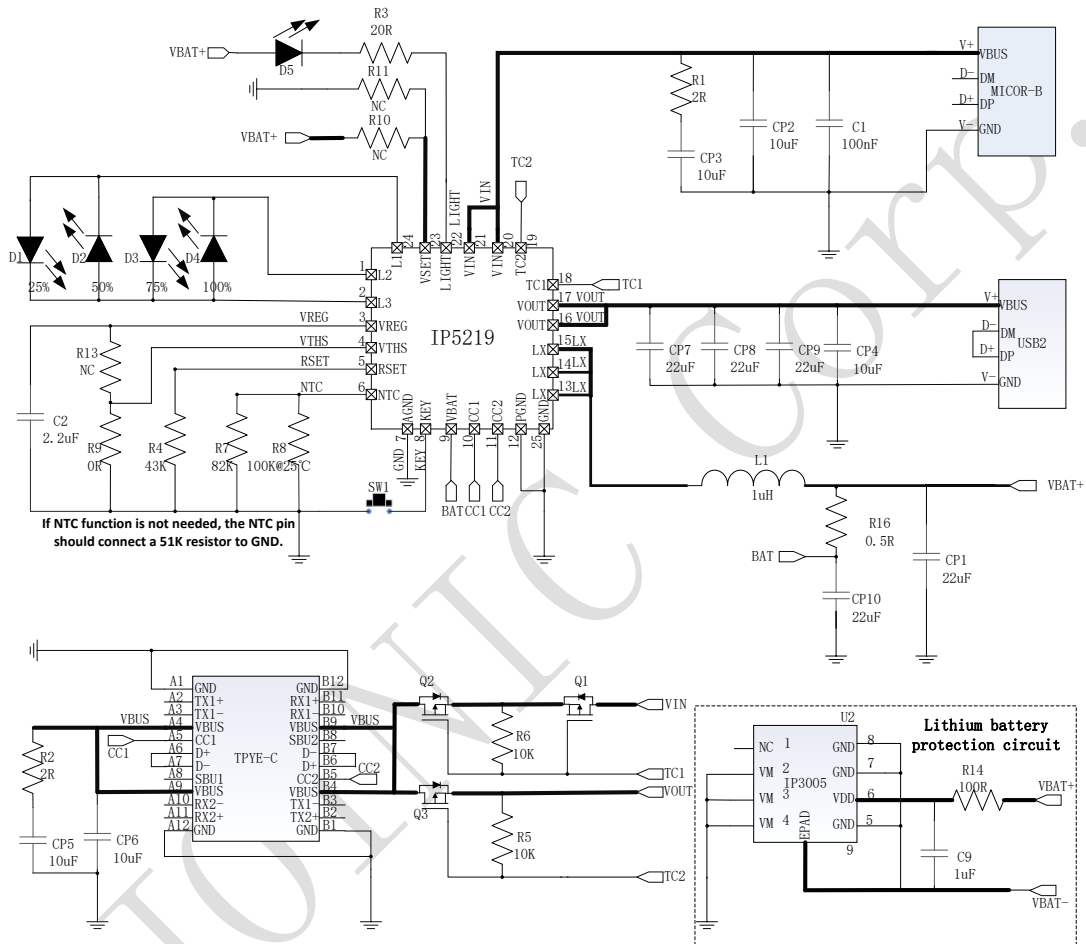 R3
20R
VBAT+
D5
R11
NC
R10
NC
VBAT+
V+
VBUS
D-
DM
MICOR-B
D+
DP
V-
GND
R1
2R
CP3
10uF
CP2
10uF
C1
100nF
TC2
LIGHT
VIN
D1
D2
D3
D4
25%
50%
75%
100%
24
23
22
21
20
19
L1
VSET
LIGHT
VIN
VIN
TC2
1
L2
2
L3
VREG
3
VREG
VTHS
4
VTHS
RSET
5
RSET
NTC
6
NTC
IP5219
TC1
18
TC1
VOUT
17
VOUT
VOUT
16
VOUT
LX
15
LX
LX
14
LX
LX
13
LX
AGND
KEY
VBAT
CC1
CC2
PGND
GND
7
8
9
10
11
12
25
GND
KEY
BAT
CC1
CC2
R13
NC
C2
2.2uF
R9
0R
R4
43K
R7
82K
R8
100K@25℃
SW1
If NTC function is not needed, the NTC pin
should connect a 51K resistor to GND.
V+
VBUS
D-
DM
USB2
D+
DP
V-
GND
CP7
22uF
CP8
22uF
CP9
22uF
CP4
10uF
L1
1uH
VBAT+
R16
0.5R
BAT
CP10
22uF
CP1
22uF
A1
GND
A2
TX1+
A3
TX1-
A4
VBUS
A5
CC1
A6
D+
A7
D-
A8
SBU1
A9
VBUS
A10
RX2-
A11
RX2+
A12
GND
TPYE-C
GND
B12
RX1+
B11
RX1-
B10
VBUS
B9
SBU2
B8
D-
B7
D+
B6
CC2
B5
VBUS
B4
TX1-
B3
TX2+
B2
GND
B1
VBUS
VBUS
CC1
CC2
R2
2R
CP5
10uF
CP6
10uF
Q2
Q1
VIN
R6
10K
TC1
VOUT
Q3
R5
10K
TC2
U2
Lithium battery
protection circuit
NC
1
VM
2
VM
3
VM
4
IP3005
GND
8
GND
7
VDD
6
GND
5
EPAD
9
R14
100R
VBAT+
C9
1uF
VBAT-
ONIC Corp.